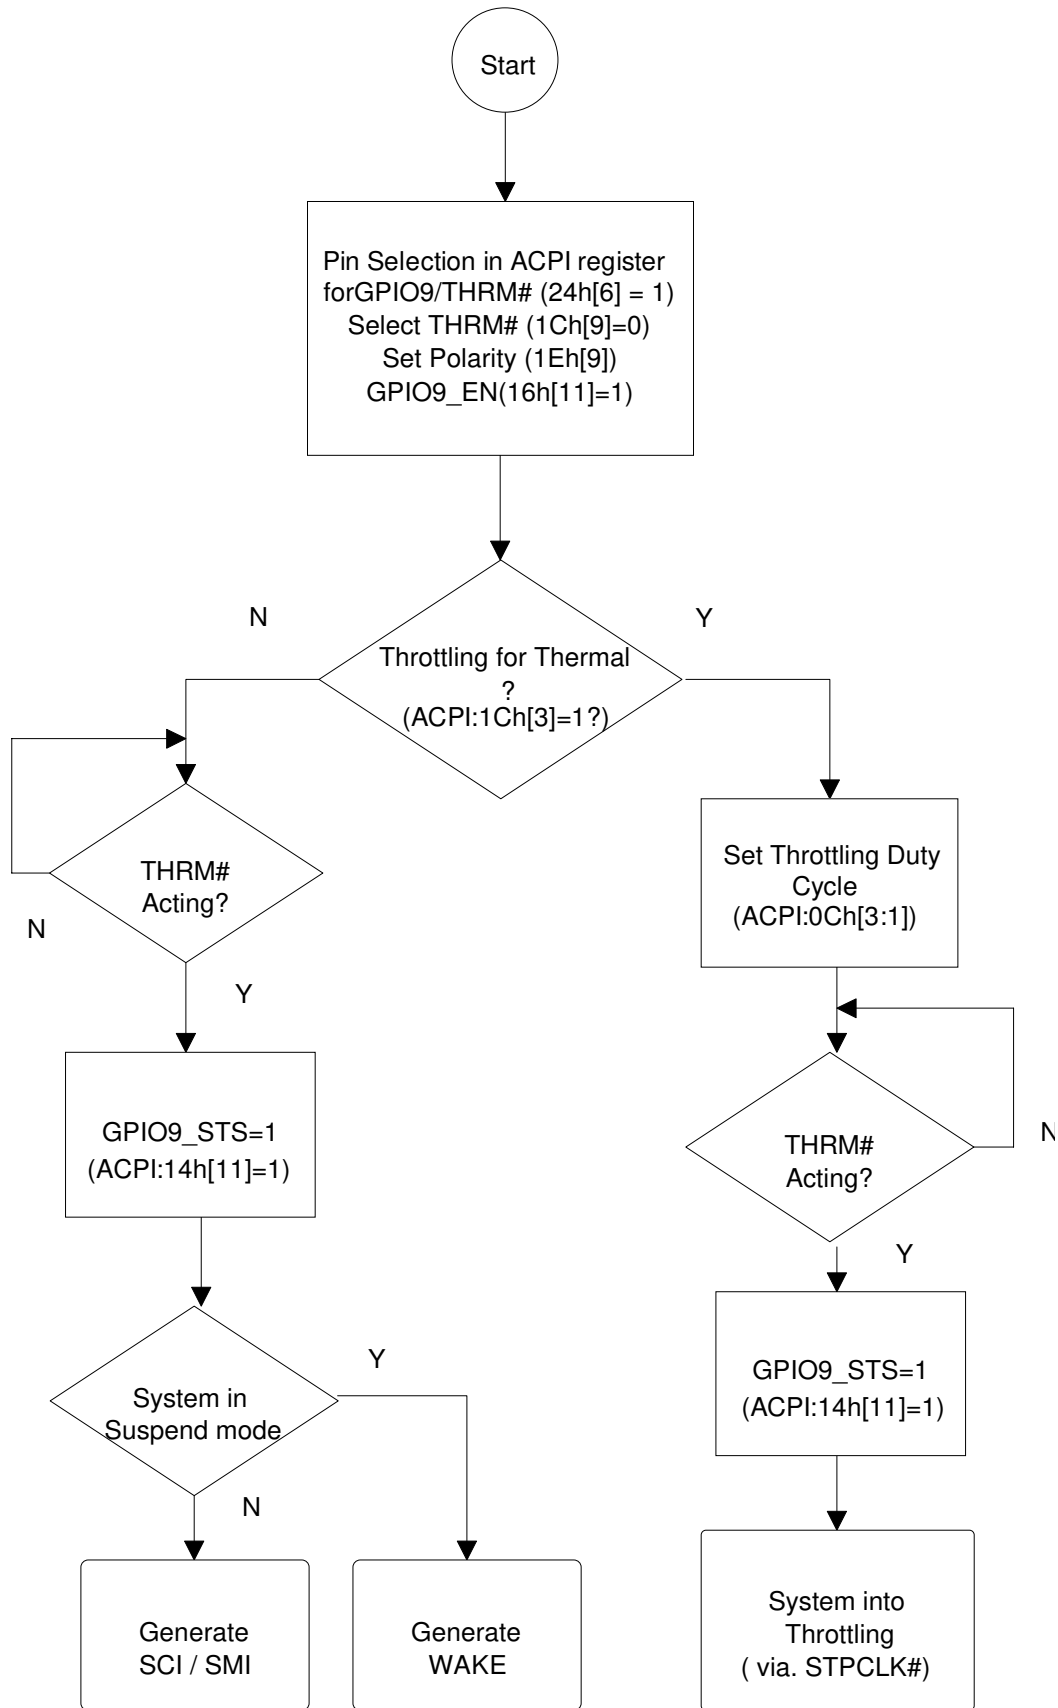 Start
Pin Selection in ACPI register
forGPIO9/THRM# (24h[6] = 1)
Select THRM# (1Ch[9]=0)
Set Polarity (1Eh[9])
GPIO9_EN(16h[11]=1)
N
Y
Throttling for Thermal
?
(ACPI:1Ch[3]=1?)
THRM#
Acting?
N
Y
Set Throttling Duty
Cycle
(ACPI:0Ch[3:1])
GPIO9_STS=1
(ACPI:14h[11]=1)
THRM#
Acting?
N
Y
System in
Suspend mode
Y
N
GPIO9_STS=1
(ACPI:14h[11]=1)
Generate
SCI / SMI
Generate
WAKE
System into
Throttling
( via. STPCLK#)